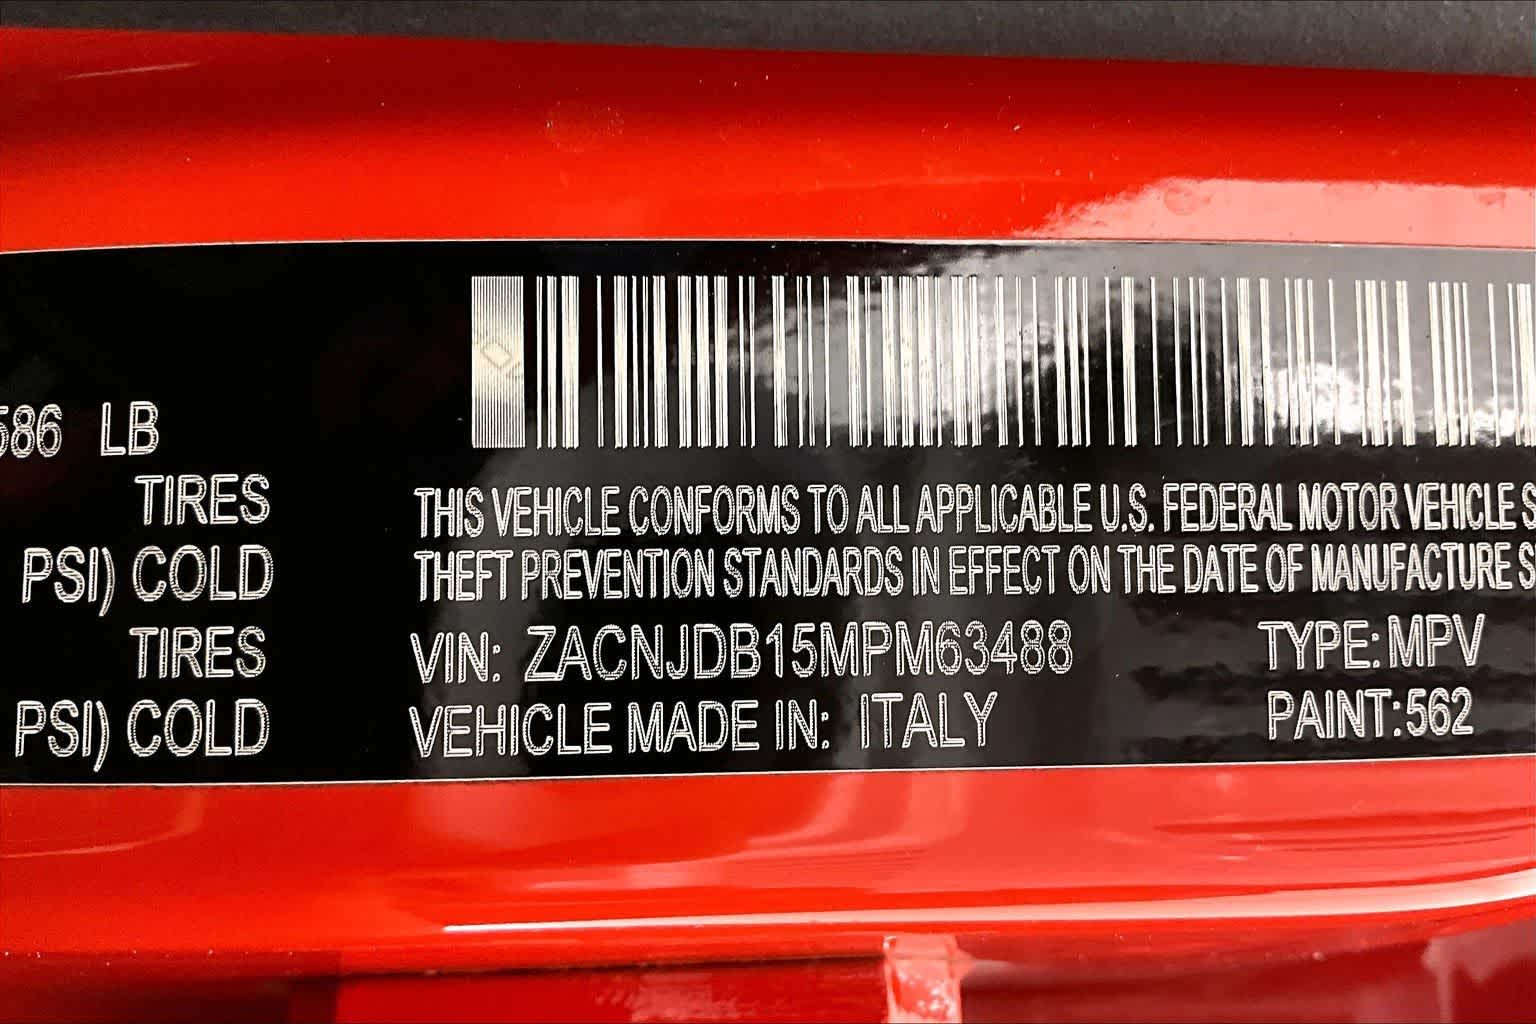 586 LB
TIRES
PSI) COLD
TIRES
PSI) COLD
THIS VEHICLE CONFORMS TO ALL APPLICABLE U.S. FEDERAL MOTOR VEHICLE S
THEFT PREVENTION STANDARDS IN EFFECT ON THE DATE OF MANUFACTURE S
VIN: ZACNJDB15MPM63488 TYPE: MPV
VEHICLE MADE IN: ITALY PAINT: 562